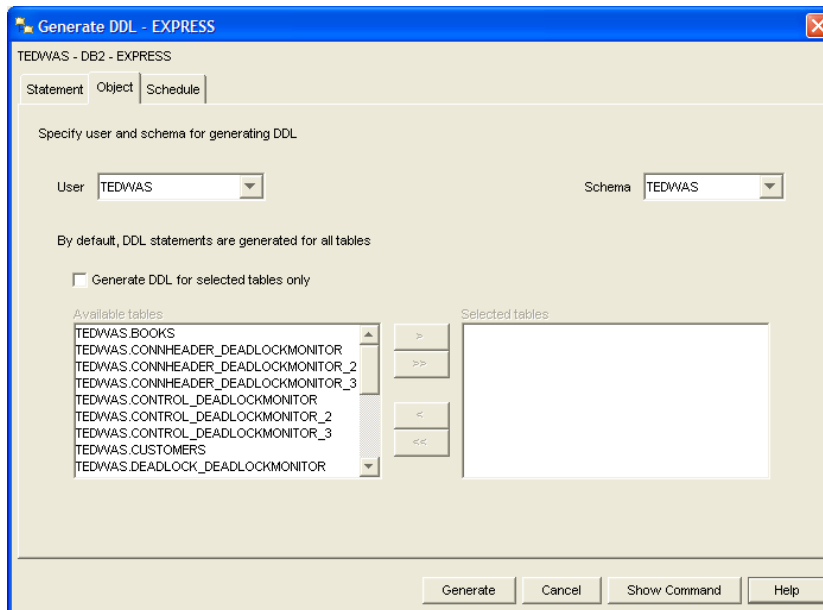 Generate DDL - EXPRESS
TEDWAS - DB2 - EXPRESS
Statement Object Schedule
Specify user and schema for generating DDL
User TEDWAS Schema TEDWAS
By default, DDL statements are generated for all tables
Generate DDL for selected tables only
Available tables Selected tables
TEDWAS.BOOKS
TEDWAS.CONNHEADER_DEADLOCKMONITOR
TEDWAS.CONNHEADER_DEADLOCKMONITOR_2
TEDWAS.CONNHEADER_DEADLOCKMONITOR_3
TEDWAS.CONTROL_DEADLOCKMONITOR
TEDWAS.CONTROL_DEADLOCKMONITOR_2
TEDWAS.CONTROL_DEADLOCKMONITOR_3
TEDWAS.CUSTOMERS
TEDWAS.DEADLOCK_DEADLOCKMONITOR
>
>>
<
<<
Generate Cancel Show Command Help